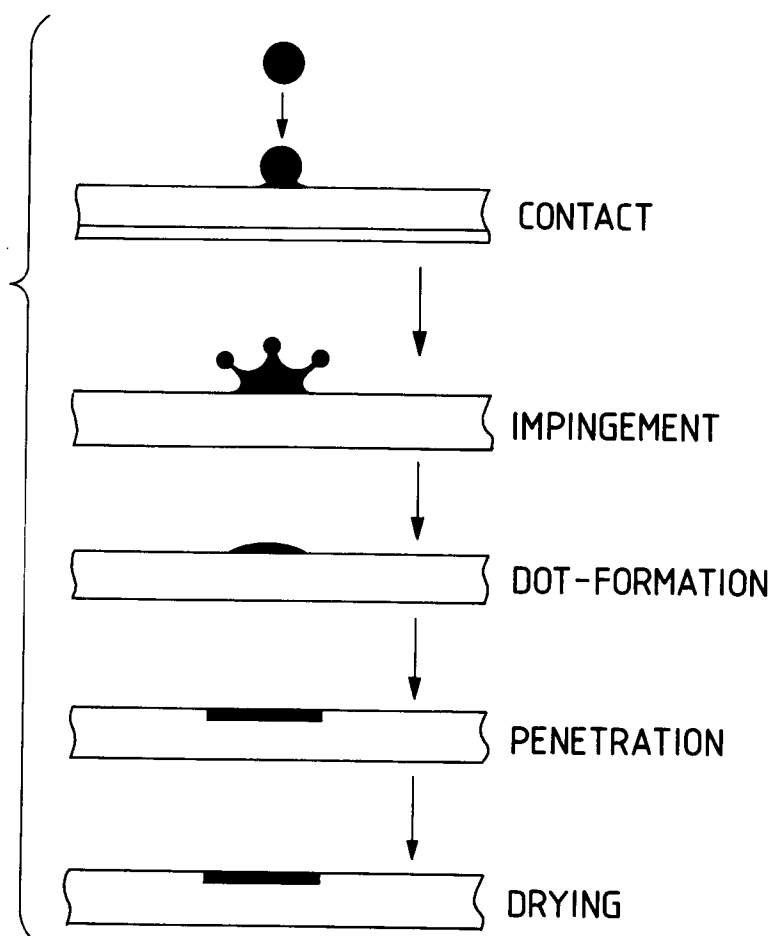 CONTACT
IMPINGEMENT
DOT-FORMATION
PENETRATION
DRYING